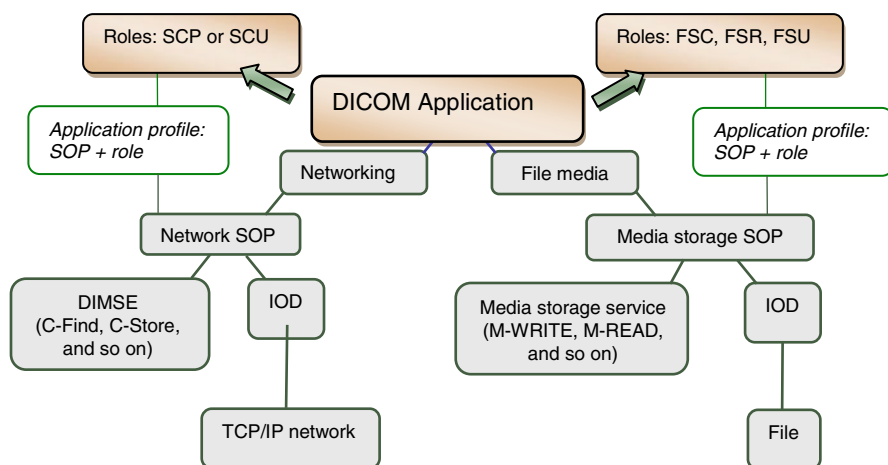 Roles: SCP or SCU
Roles: FSC, FSR, FSU
DICOM Application
Application profile:
SOP + role
Application profile:
SOP + role
Networking
File media
Network SOP
Media storage SOP
DIMSE
(C-Find, C-Store,
and so on)
IOD
Media storage service
(M-WRITE, M-READ,
and so on)
IOD
TCP/IP network
File